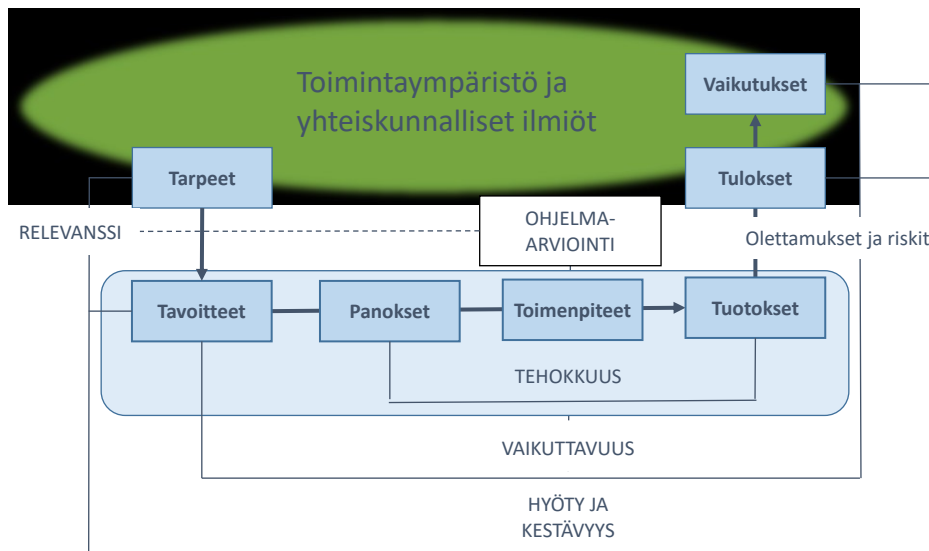 Toimintaympäristö ja
yhteiskunnalliset ilmiöt
Vaikutukset
Tarpeet
Tulokset
RELEVANSSI
OHJELMA-
ARVIOINTI
Olettamukset ja riskit
Tavoitteet
Panokset
Toimenpiteet
Tuotokset
TEHOKKUUS
VAIKUTTAVUUS
HYÖTY JA
KESTÄVYYS